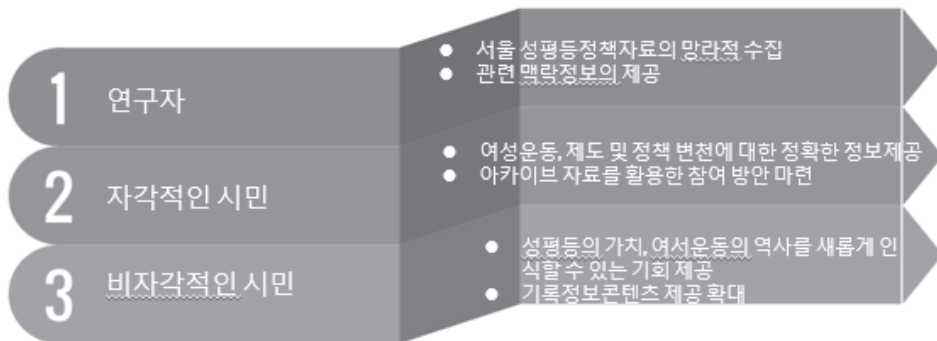 1 연구자
● 서울 성평등정책자료의 망라적 수집
● 관련 맥락정보의 제공
2 자각적인 시민
● 여성운동, 제도 및 정책 변천에 대한 정확한 정보제공
● 아카이브 자료를 활용한 참여 방안 마련
3 비자각적인 시민
● 성평등의 가치, 여서운동의 역사를 새롭게 인
식할 수 있는 기회 제공
● 기록정보콘텐츠 제공 확대